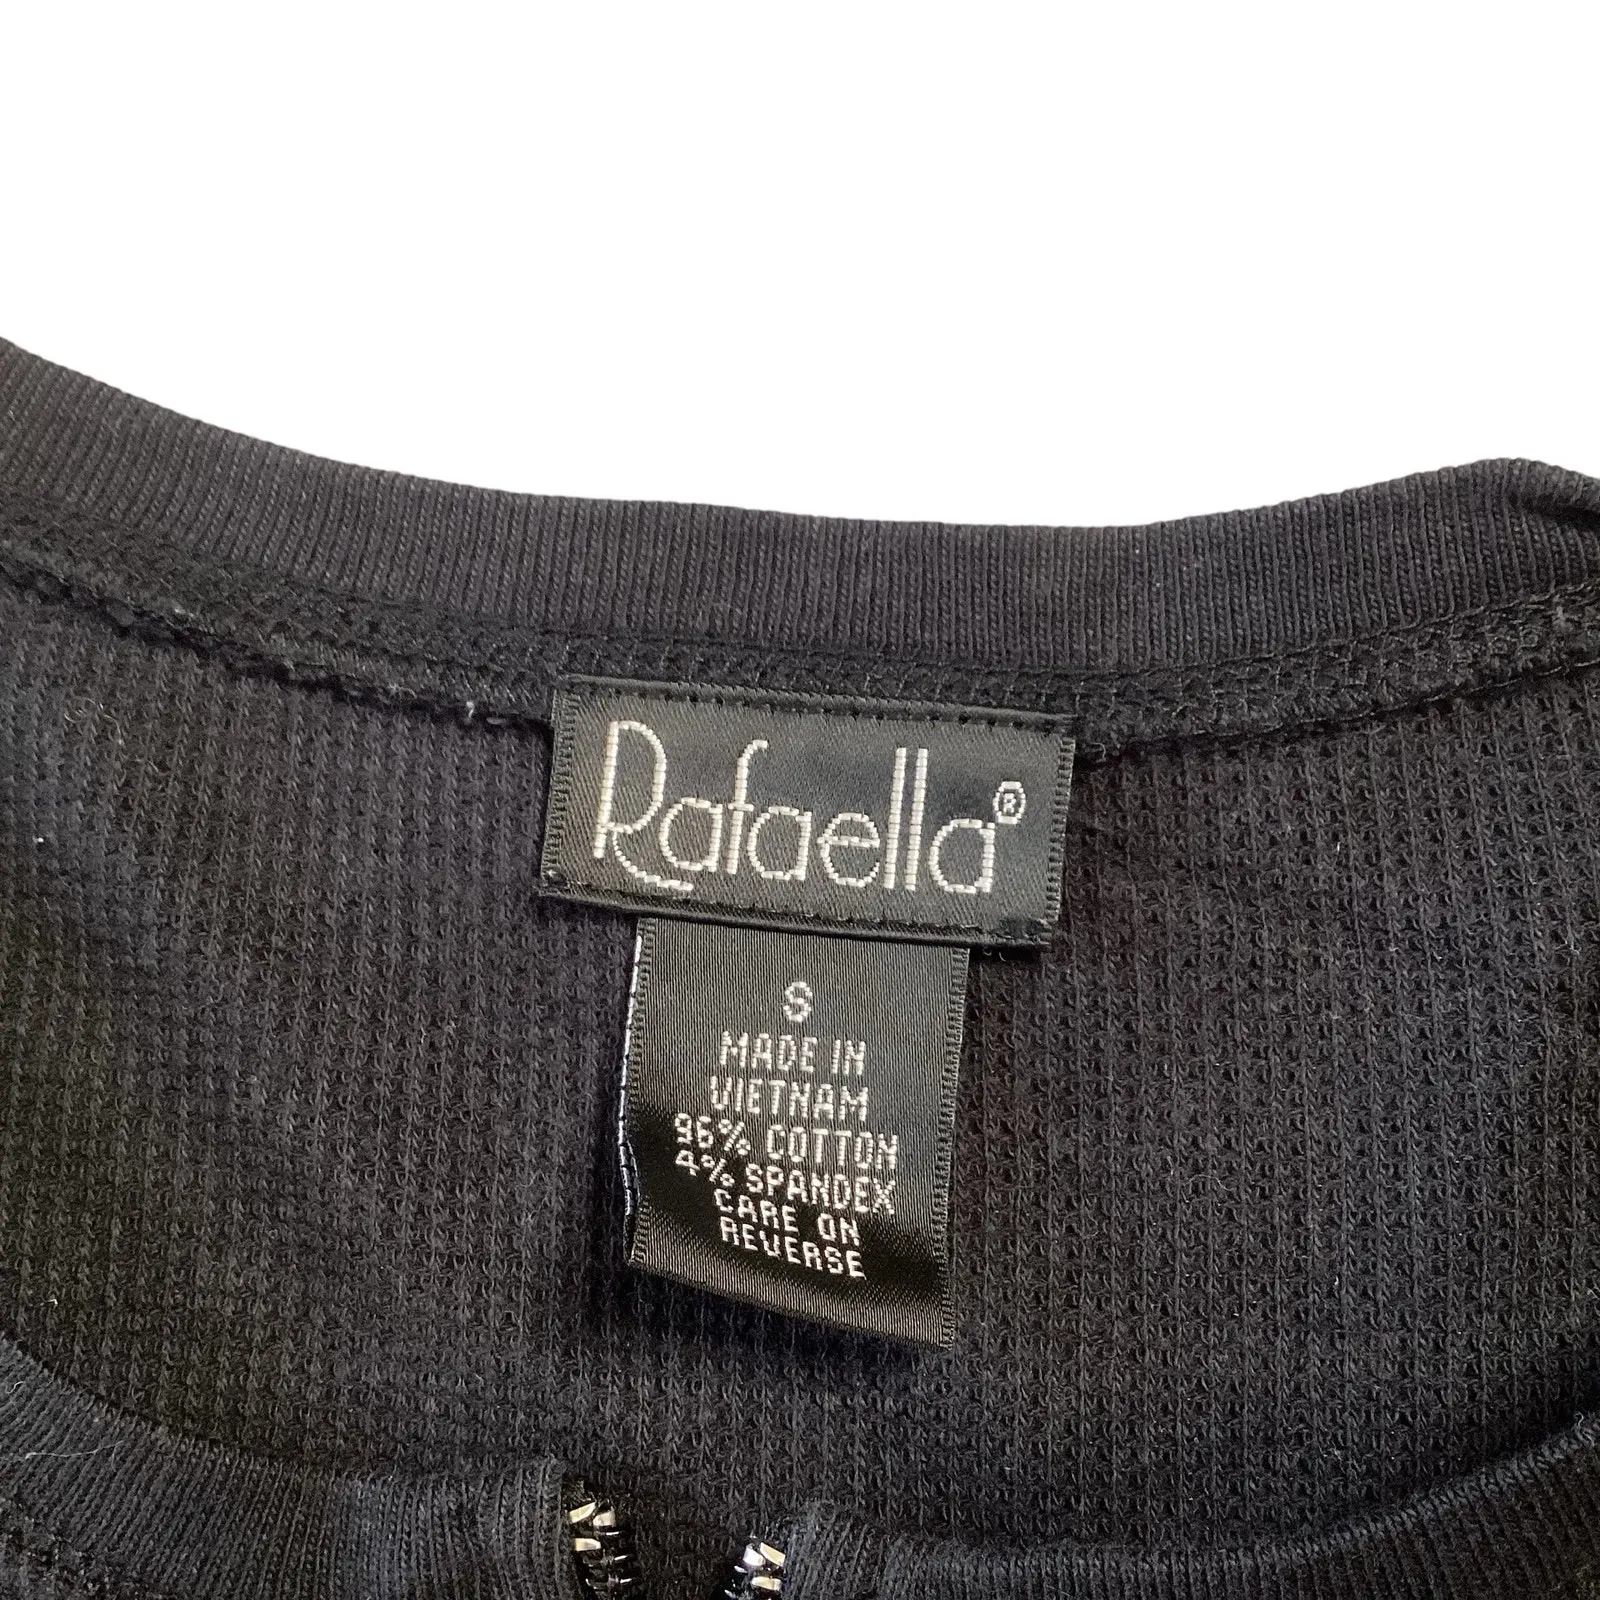 Rafaella®
S
MADE IN
VIETNAM
96% COTTON
4% SPANDEX
CARE ON
REVERSE